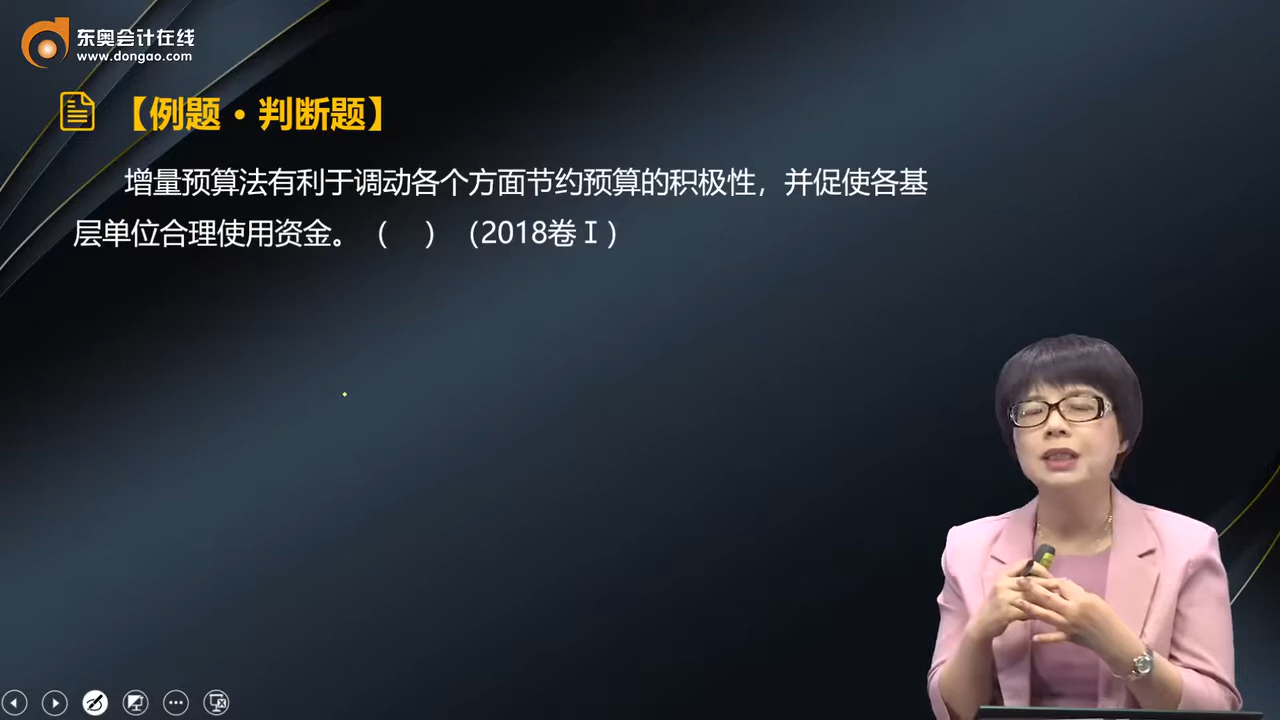 东奥会计在线
www.dongao.com
【例题·判断题】
增量预算法有利于调动各个方面节约预算的积极性，并促使各基
层单位合理使用资金。（ ）（2018卷Ⅰ）